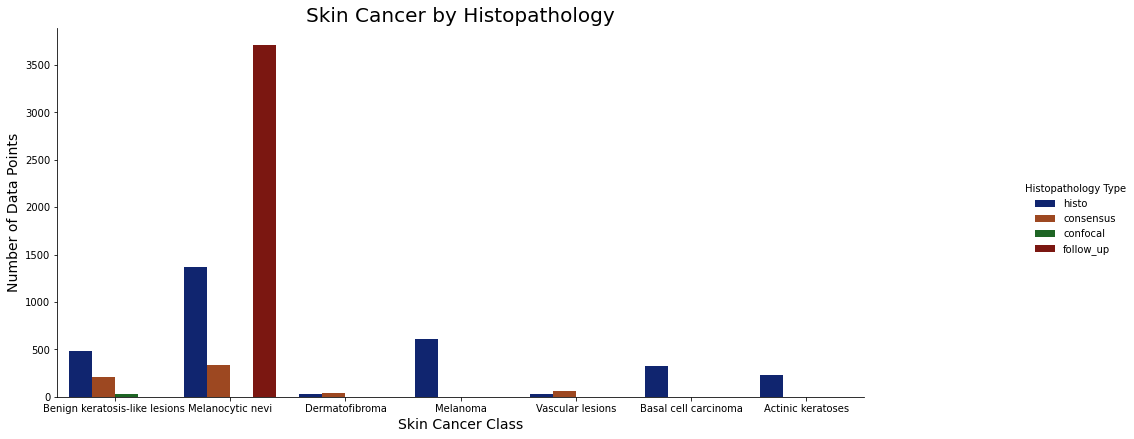 Skin Cancer by Histopathology
Number of Data Points
3500
3000
2500
2000
1500
1000
500
0
Benign keratosis-like lesions Melanocytic nevi Dermatofibroma Melanoma Vascular lesions Basal cell carcinoma Actinic keratoses
Skin Cancer Class
Histopathology Type
histo
consensus
confocal
follow_up